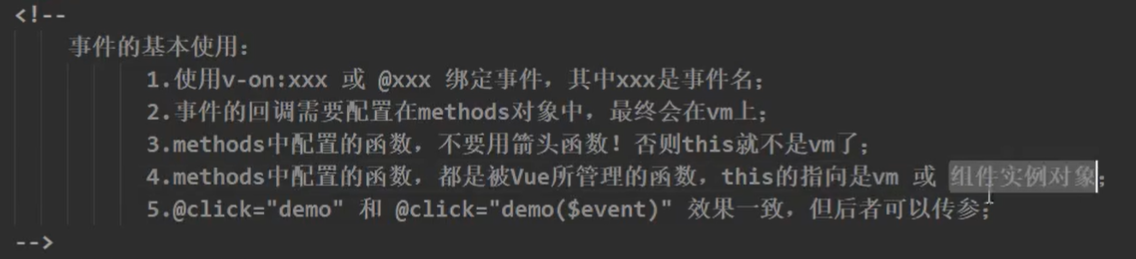 <!--
事件的基本使用：
1.使用v-on:xxx 或 @xxx 绑定事件，其中xxx是事件名；
2.事件的回调需要配置在methods对象中，最终会在vm上；
3.methods中配置的函数，不要用箭头函数！否则this就不是vm了；
4.methods中配置的函数，都是被Vue所管理的函数，this的指向是vm 或 组件实例对象；
5.@click="demo" 和 @click="demo($event)" 效果一致，但后者可以传参；
-->